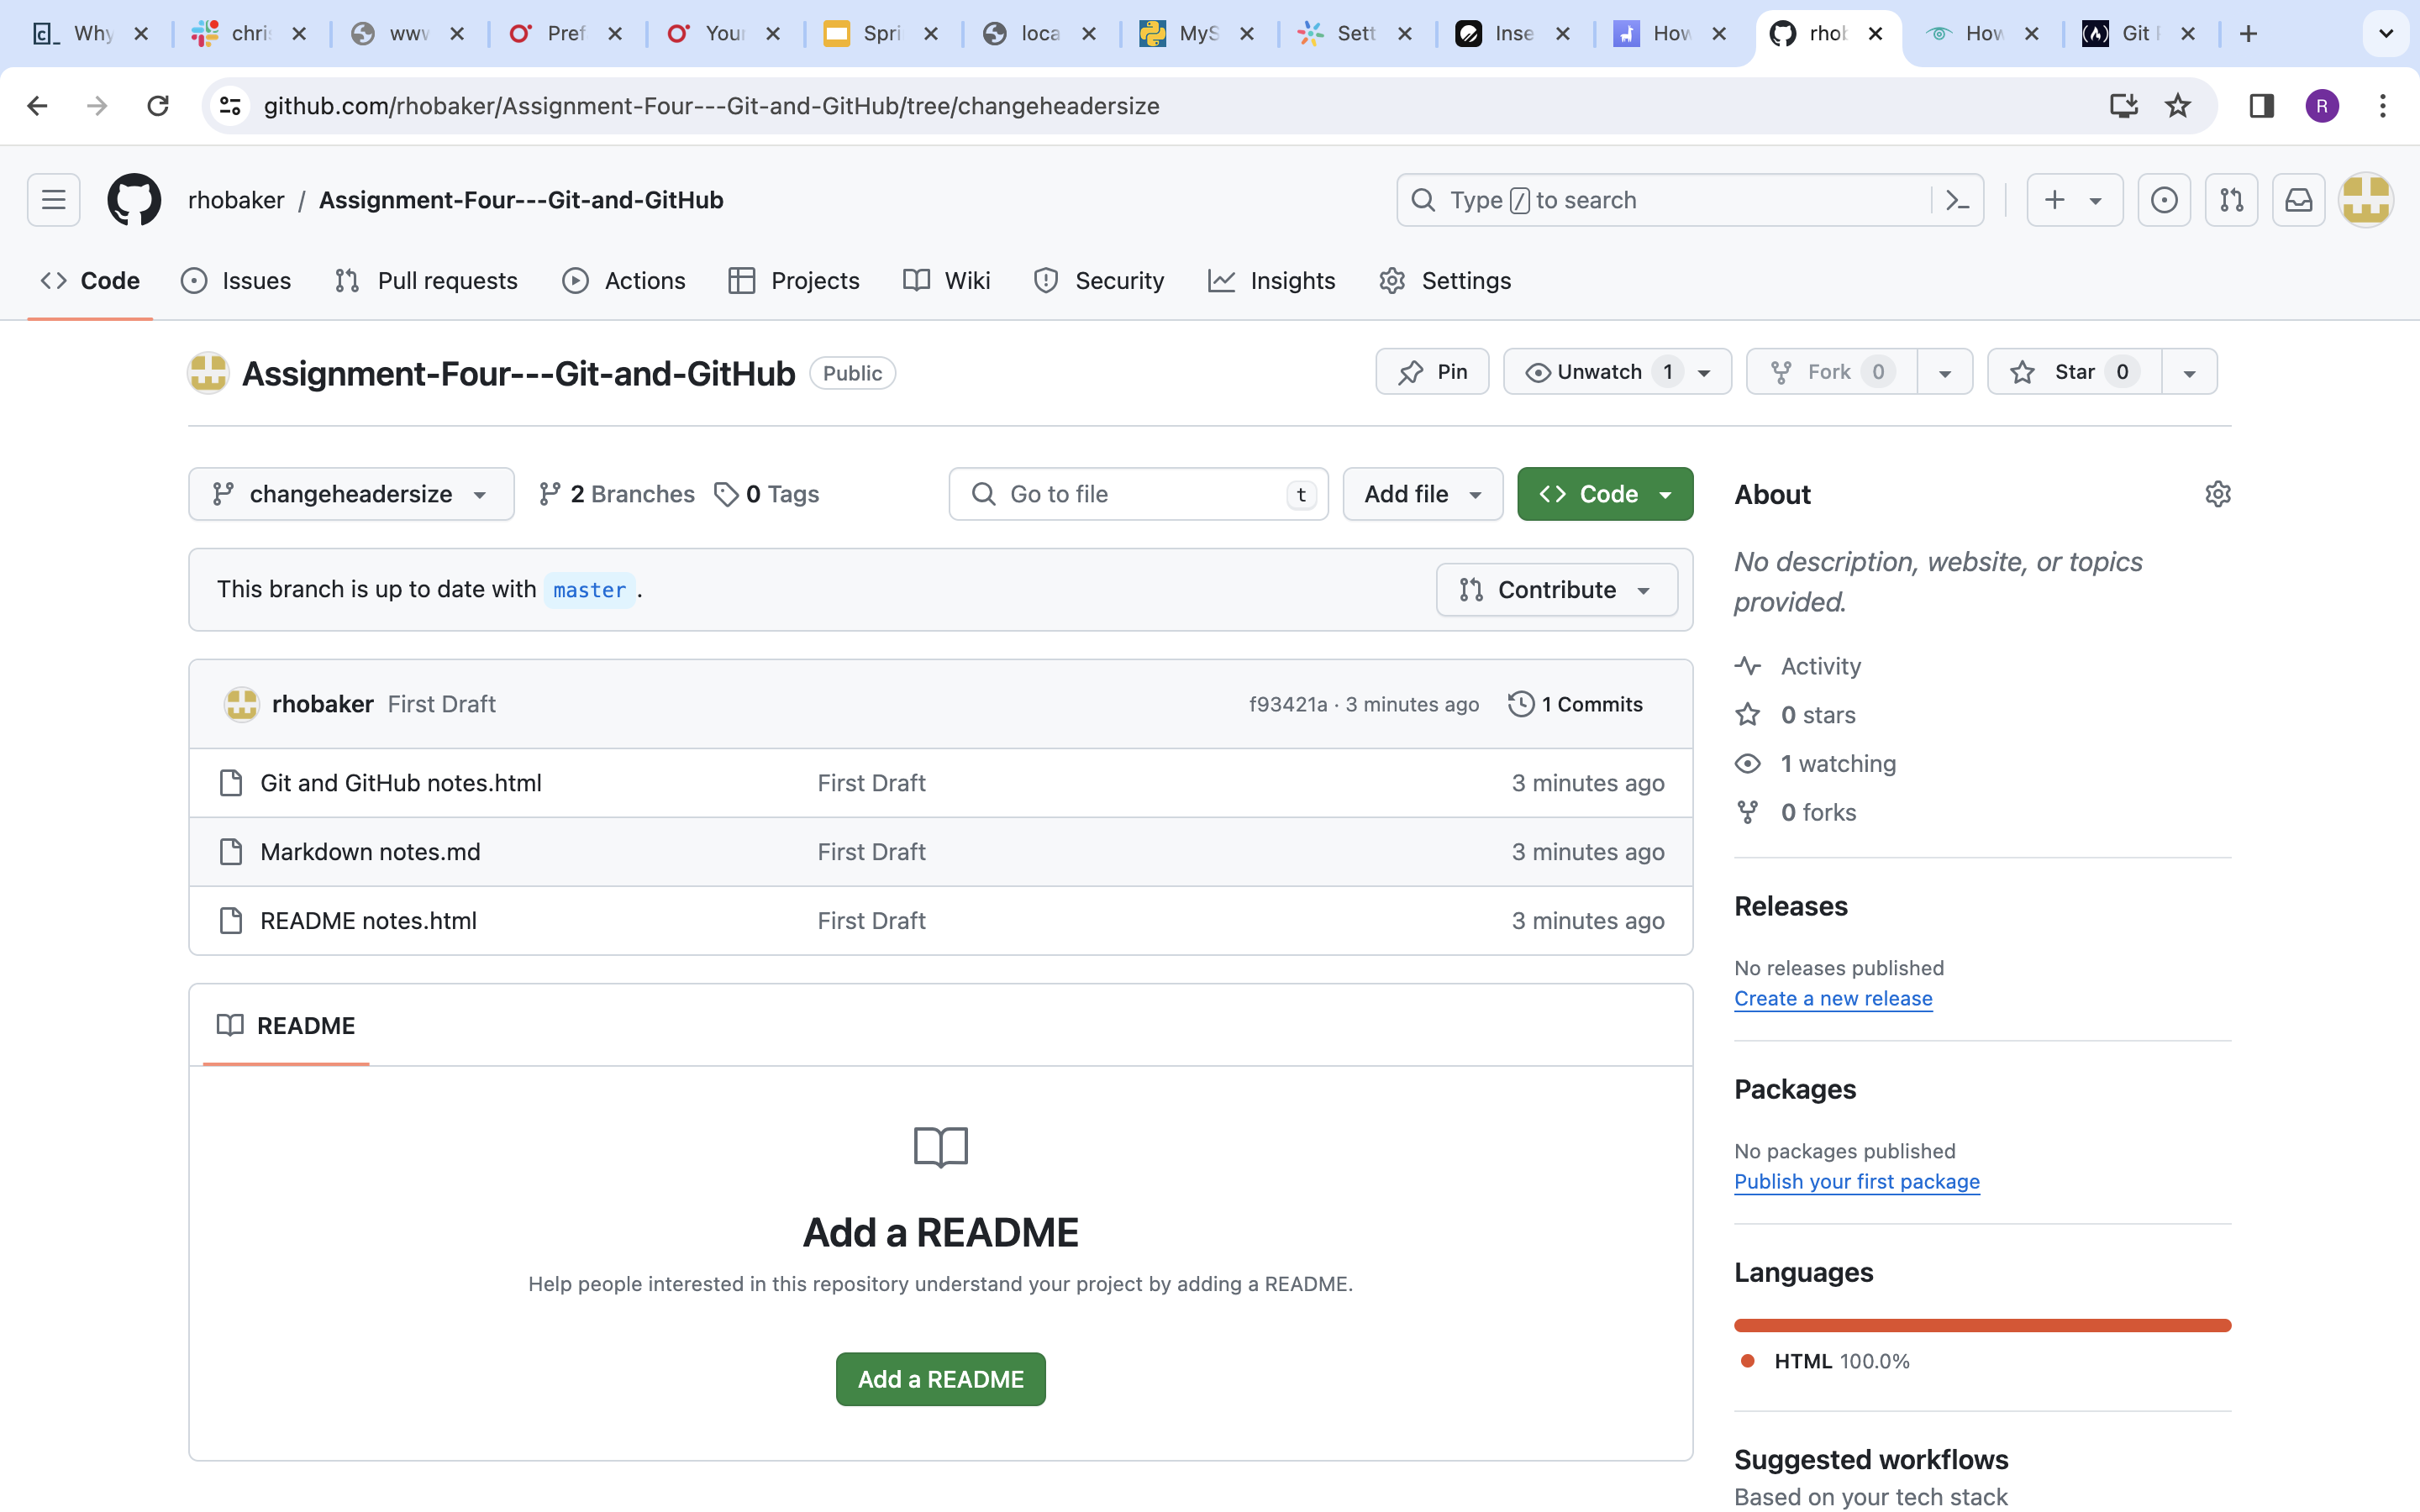 Why
chris
www
Pref
Your
Spri
loca
MyS
Sett
Inse
How
rhob
How
Git
github.com/rhobaker/Assignment-Four---Git-and-GitHub/tree/changeheadersize
R
rhobaker / Assignment-Four---Git-and-GitHub
Type / to search
Code
Issues
Pull requests
Actions
Projects
Wiki
Security
Insights
Settings
Assignment-Four---Git-and-GitHub
Public
Pin
Unwatch 1
Fork 0
Star 0
changeheadersize
2 Branches
0 Tags
Go to file
t
Add file
Code
This branch is up to date with master .
Contribute
rhobaker First Draft
f93421a · 3 minutes ago
1 Commits
Git and GitHub notes.html First Draft 3 minutes ago
Markdown notes.md First Draft 3 minutes ago
README notes.html First Draft 3 minutes ago
README
Add a README
Help people interested in this repository understand your project by adding a README.
Add a README
About
No description, website, or topics
provided.
Activity
0 stars
1 watching
0 forks
Releases
No releases published
Create a new release
Packages
No packages published
Publish your first package
Languages
HTML 100.0%
Suggested workflows
Based on your tech stack